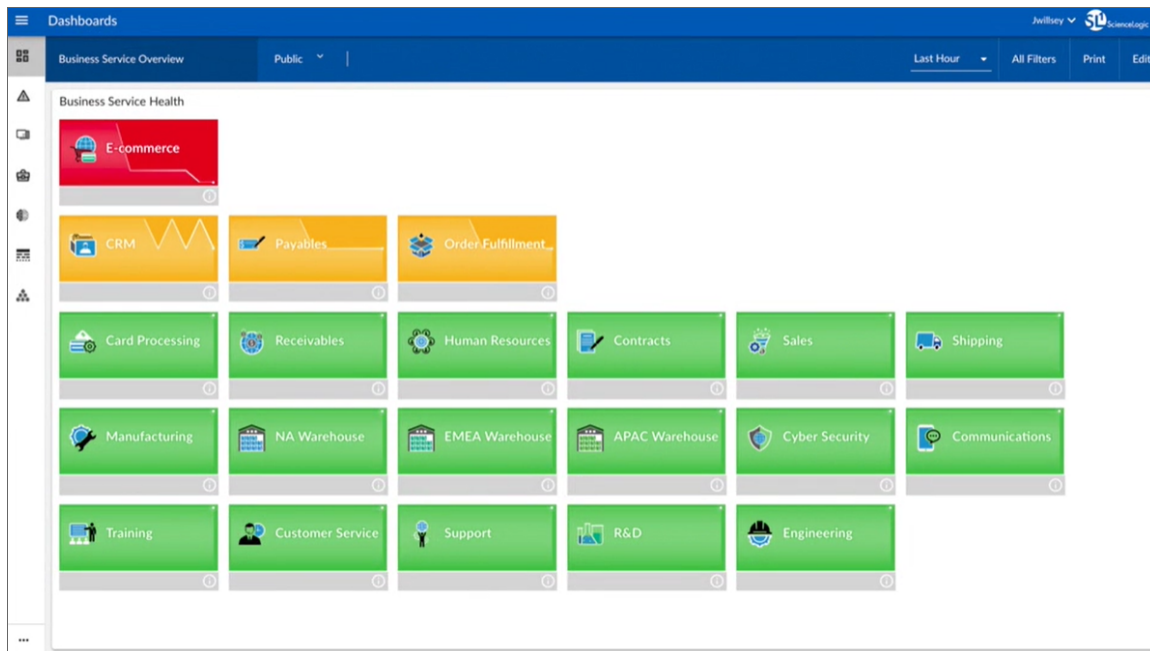 Dashboards
Jwillsey
SL ScienceLogic
Business Service Overview
Public
Last Hour
All Filters
Print
Edit
Business Service Health
E-commerce
CRM
Payables
Order Fulfillment
Card Processing
Receivables
Human Resources
Contracts
Sales
Shipping
Manufacturing
NA Warehouse
EMEA Warehouse
APAC Warehouse
Cyber Security
Communications
Training
Customer Service
Support
R&D
Engineering